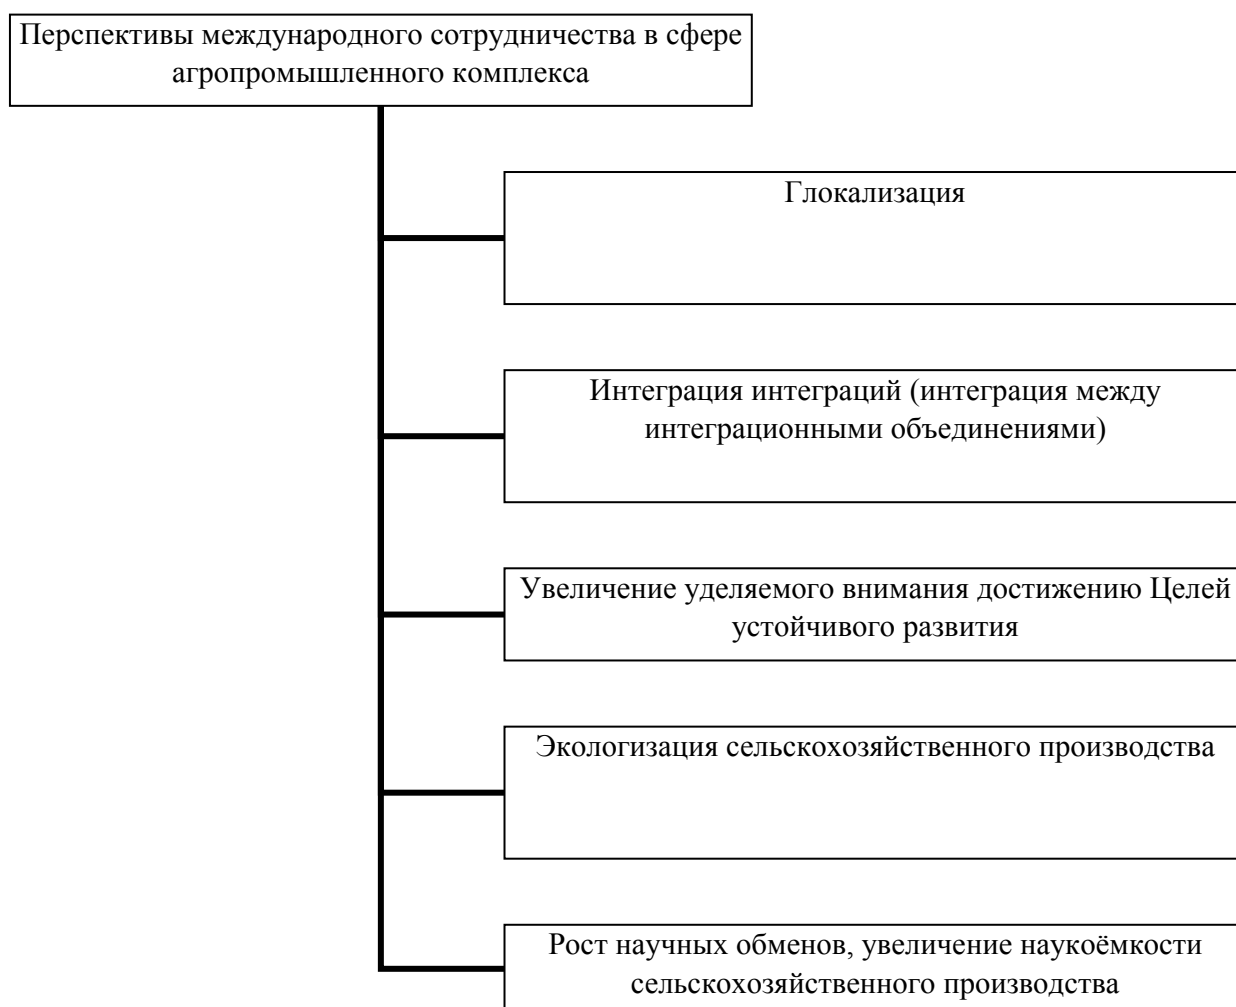 Перспективы международного сотрудничества в сфере
агропромышленного комплекса
Глокализация
Интеграция интеграций (интеграция между
интеграционными объединениями)
Увеличение уделяемого внимания достижению Целей
устойчивого развития
Экологизация сельскохозяйственного производства
Рост научных обменов, увеличение наукоёмкости
сельскохозяйственного производства